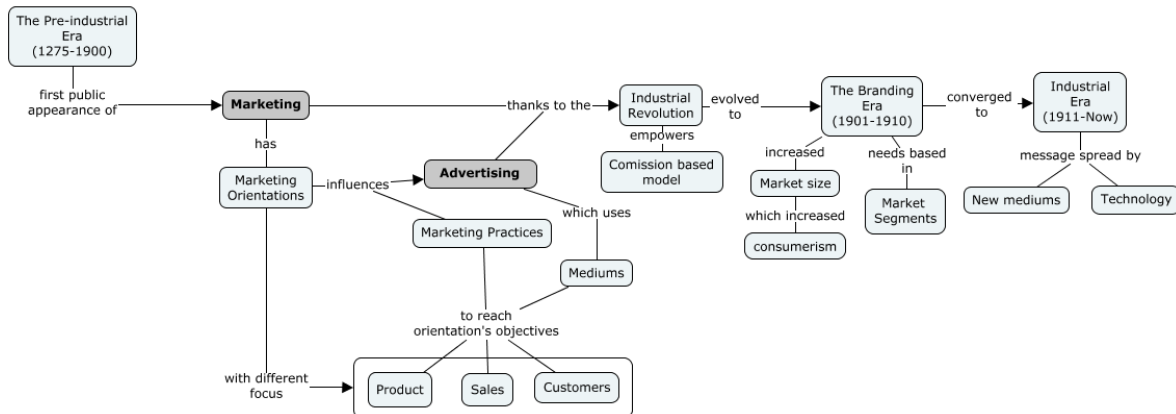 The Pre-industrial
Era
(1275-1900)
first public
appearance of
Marketing
thanks to the
Industrial
Revolution
evolved
to
The Branding
Era
(1901-1910)
converged
to
Industrial
Era
(1911-Now)
has
Marketing
Orientations
influences
Advertising
empowers
Comission based
model
increased
Market size
which increased
consumerism
needs based
in
Market
Segments
message spread by
New mediums
Technology
which uses
Marketing Practices
Mediums
to reach
orientation's objectives
with different
focus
Product
Sales
Customers